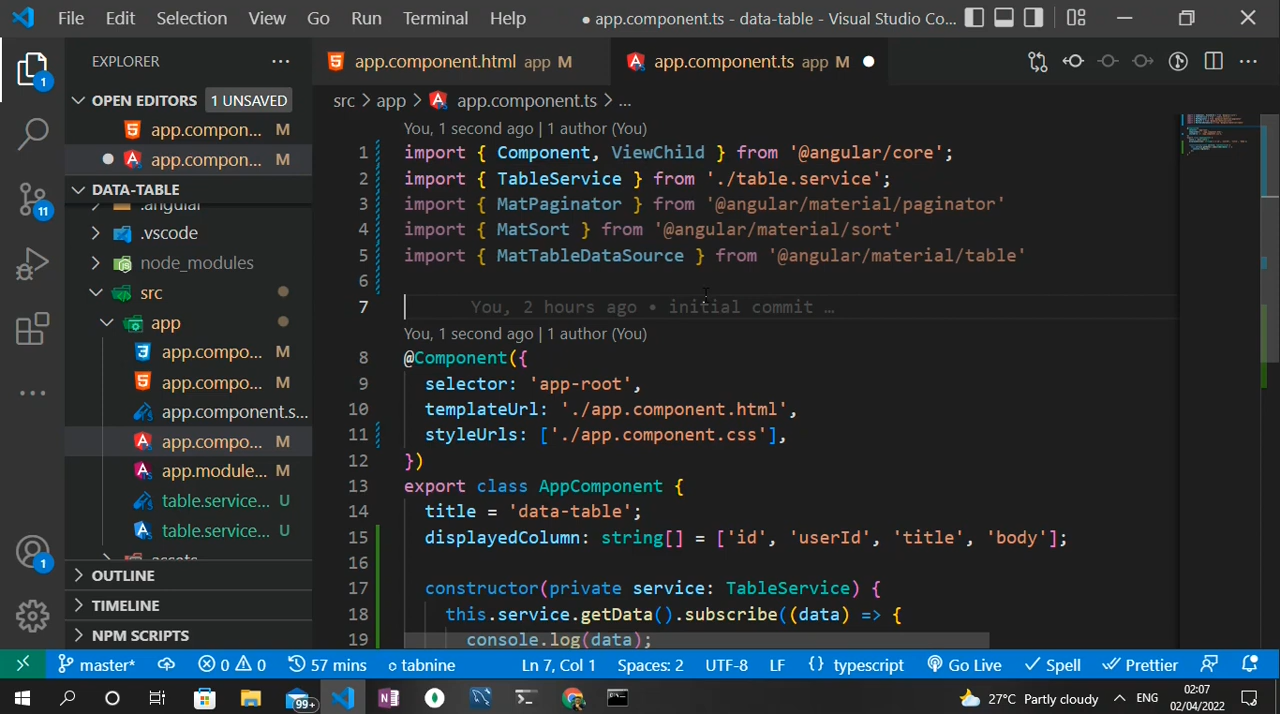 File Edit Selection View Go Run Terminal Help ● app.component.ts - data-table - Visual Studio Co...
EXPLORER ...
OPEN EDITORS 1 UNSAVED
app.compon... M
app.compon... M
DATA-TABLE
.angular
.vscode
node_modules
src
app
app.compo... M
app.compo... M
app.component.s...
app.compo... M
app.module... M
table.service... U
table.service... U
assets
OUTLINE
TIMELINE
NPM SCRIPTS
1
11
1
app.component.html app M
app.component.ts app M
src > app > app.component.ts > ...
You, 1 second ago | 1 author (You)
1 import { Component, ViewChild } from '@angular/core';
2 import { TableService } from './table.service';
3 import { MatPaginator } from '@angular/material/paginator'
4 import { MatSort } from '@angular/material/sort'
5 import { MatTableDataSource } from '@angular/material/table'
6
7 You, 2 hours ago • initial commit …
You, 1 second ago | 1 author (You)
8 @Component({
9 selector: 'app-root',
10 templateUrl: './app.component.html',
11 styleUrls: ['./app.component.css'],
12 })
13 export class AppComponent {
14 title = 'data-table';
15 displayedColumn: string[] = ['id', 'userId', 'title', 'body'];
16
17 constructor(private service: TableService) {
18 this.service.getData().subscribe((data) => {
19 console.log(data);
master* 0 0 57 mins tabnine Ln 7, Col 1 Spaces: 2 UTF-8 LF {} typescript Go Live Spell Prettier
99+ 27°C Partly cloudy ENG 02:07
02/04/2022